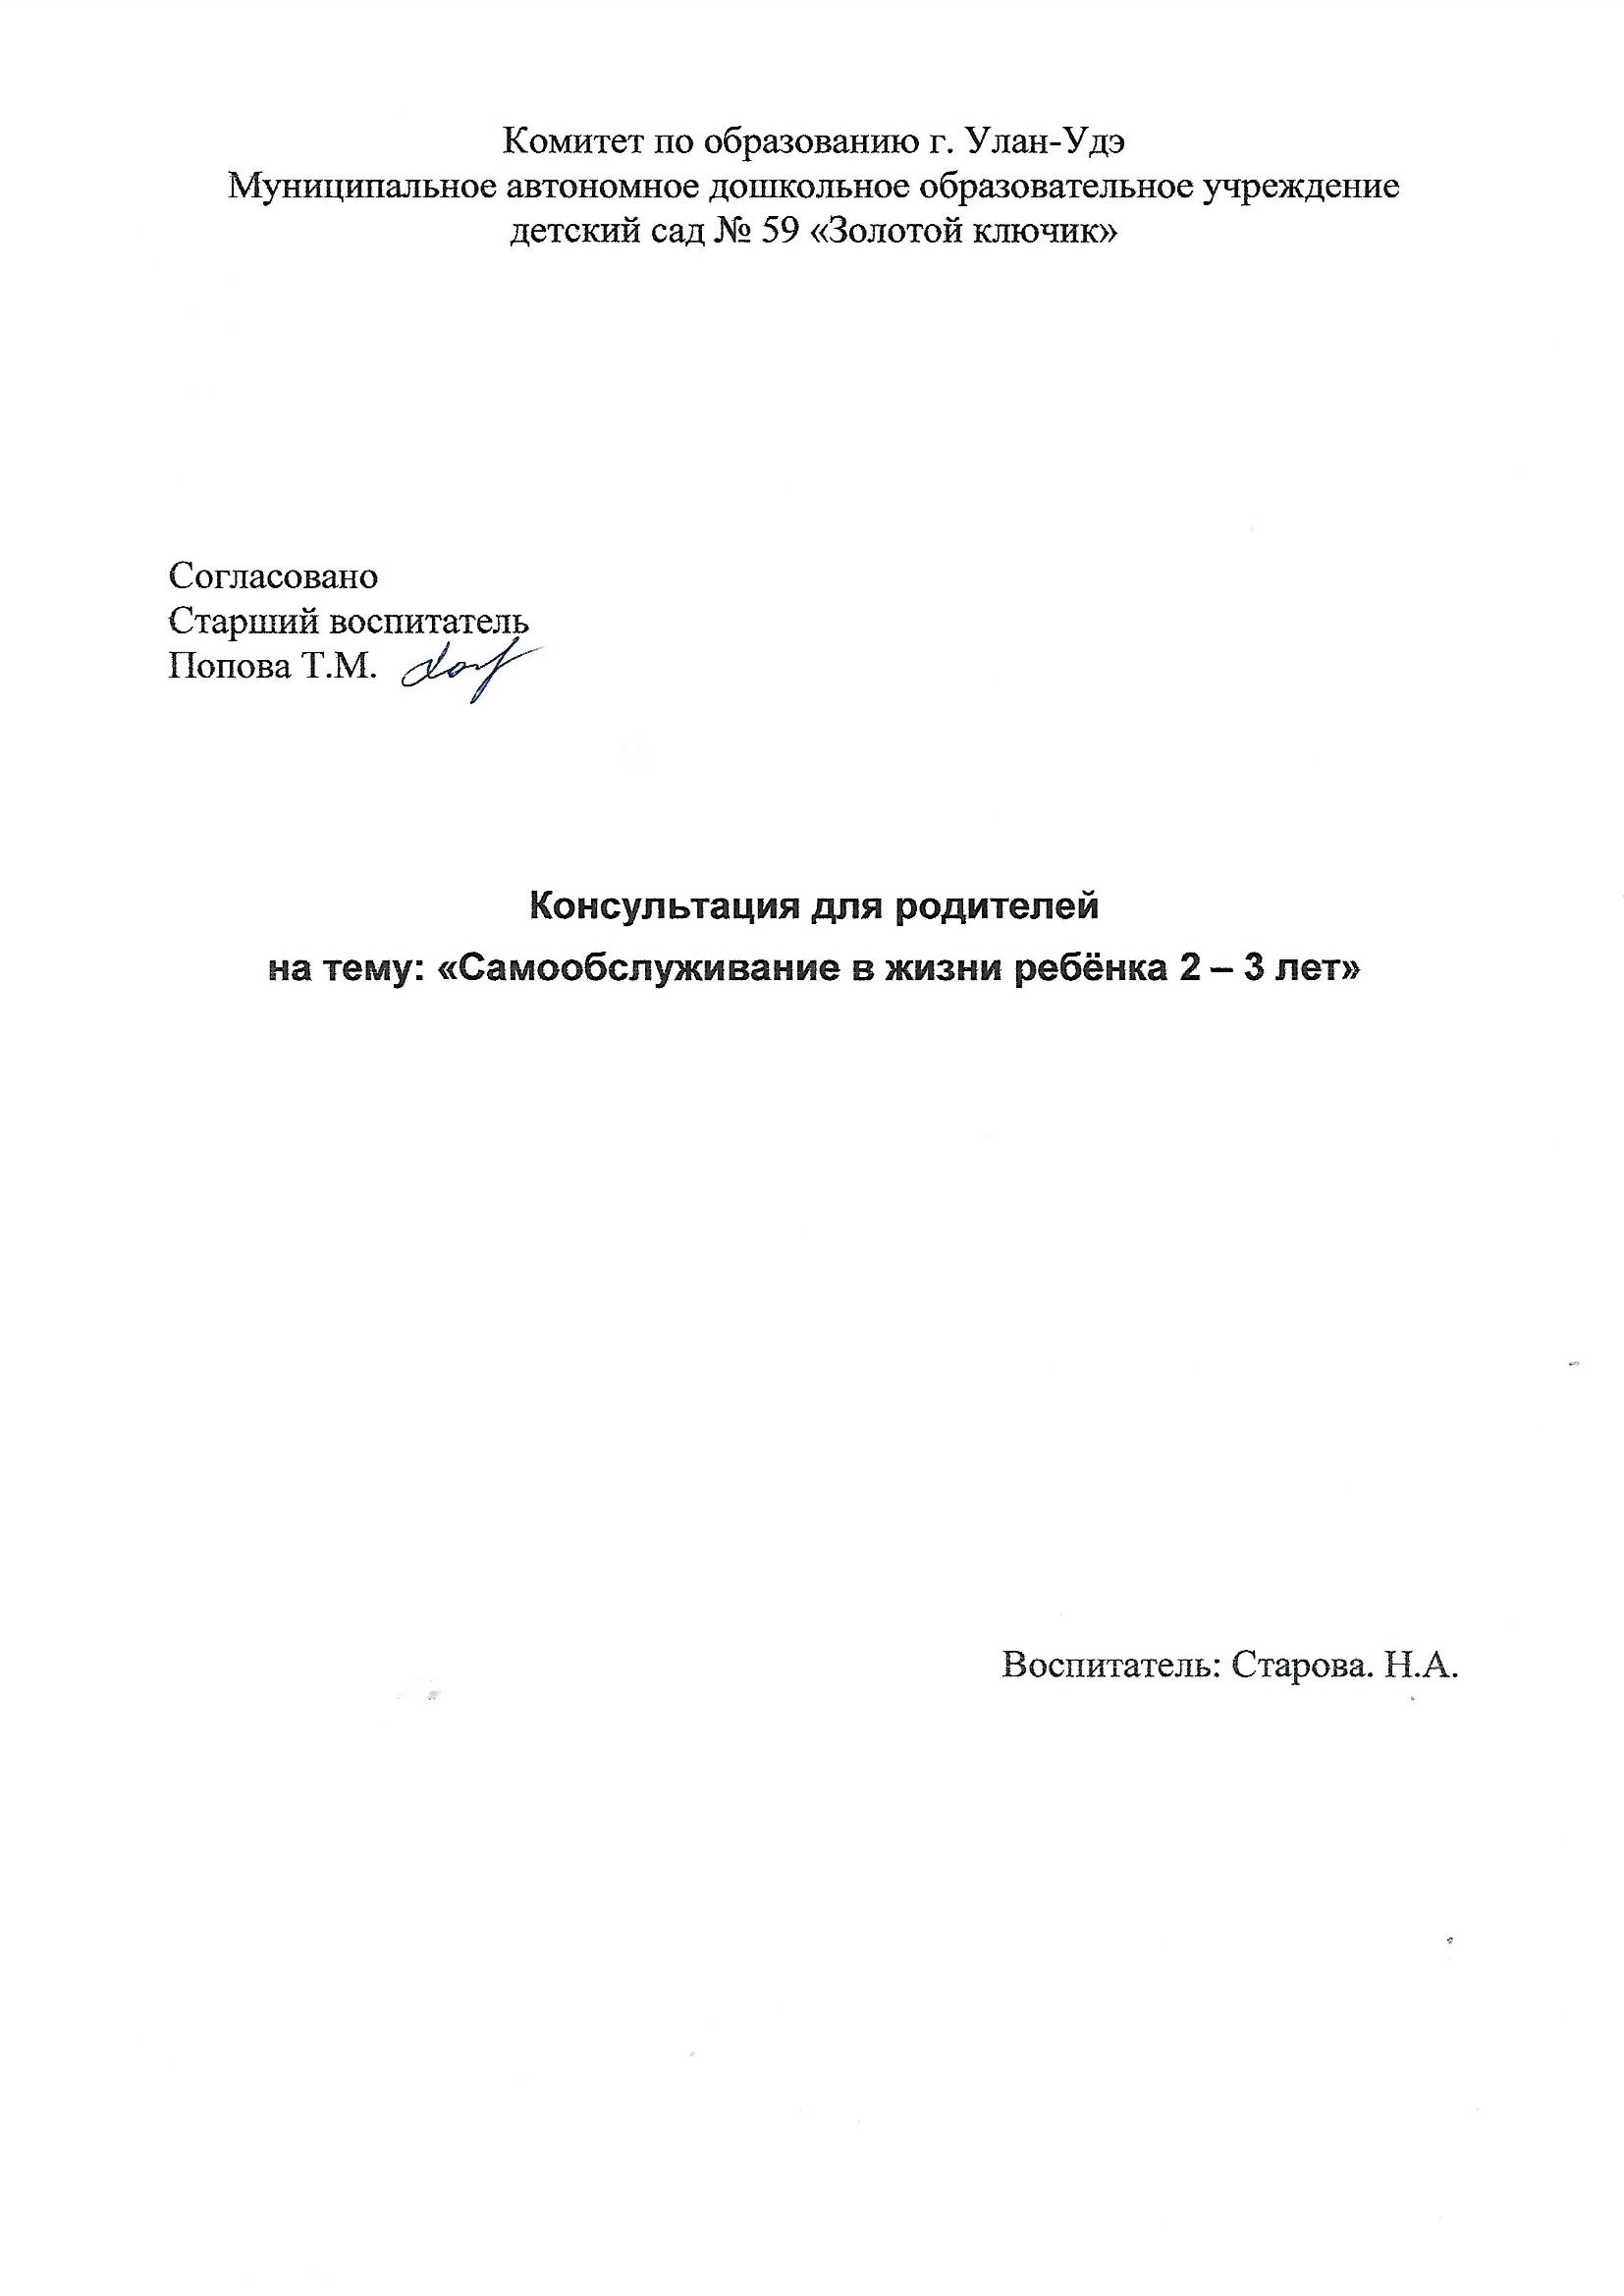 Комитет по образованию г. Улан-Удэ
Муниципальное автономное дошкольное образовательное учреждение
детский сад № 59 «Золотой ключик»
Согласовано
Старший воспитатель
Попова Т.М.
Консультация для родителей
на тему: «Самообслуживание в жизни ребёнка 2 – 3 лет»
Воспитатель: Старова. Н.А.